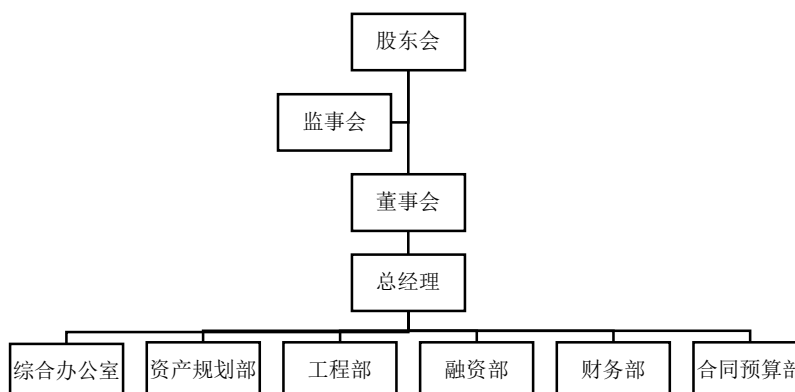 股东会
监事会
董事会
总经理
综合办公室
资产规划部
工程部
融资部
财务部
合同预算部